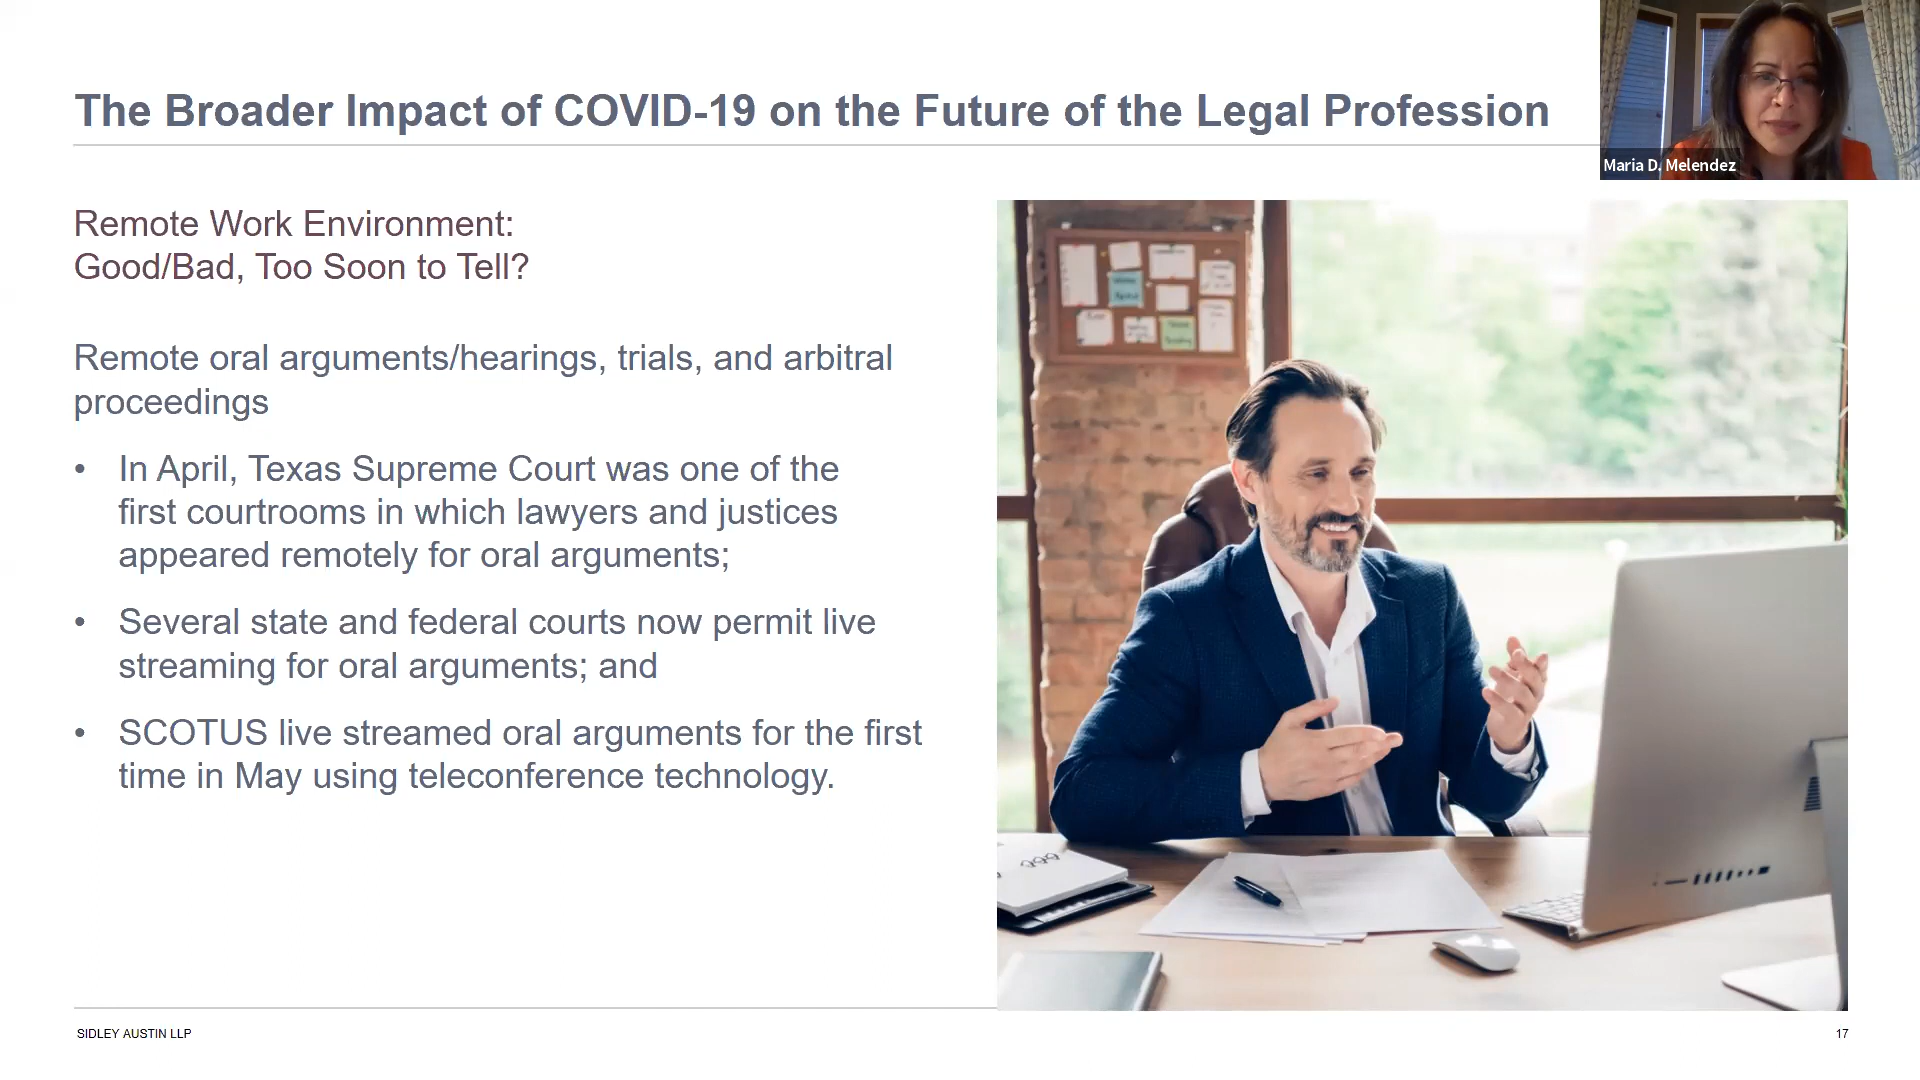 The Broader Impact of COVID-19 on the Future of the Legal Profession
Maria D. Melendez
Remote Work Environment:
Good/Bad, Too Soon to Tell?
Remote oral arguments/hearings, trials, and arbitral
proceedings
• In April, Texas Supreme Court was one of the
first courtrooms in which lawyers and justices
appeared remotely for oral arguments;
• Several state and federal courts now permit live
streaming for oral arguments; and
• SCOTUS live streamed oral arguments for the first
time in May using teleconference technology.
SIDLEY AUSTIN LLP
17